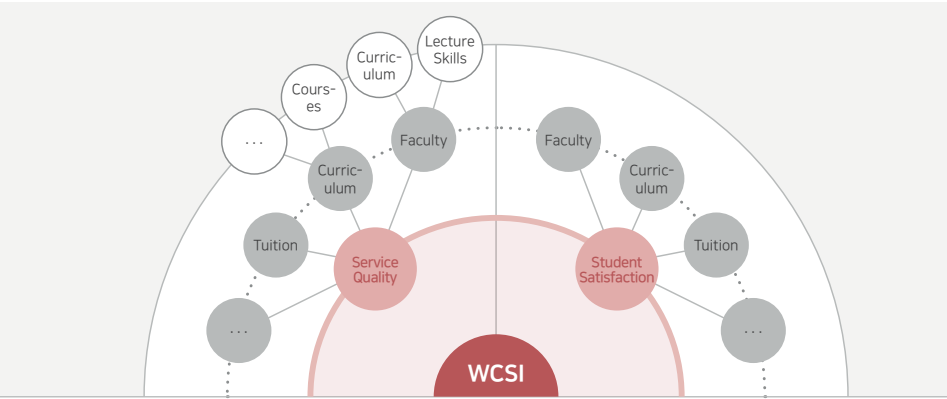 Lecture
Skills
Curric-
ulum
Cours-
es
...
Faculty
Curric-
ulum
Tuition
...
Service
Quality
Faculty
Curric-
ulum
Tuition
...
Student
Satisfaction
WCSI